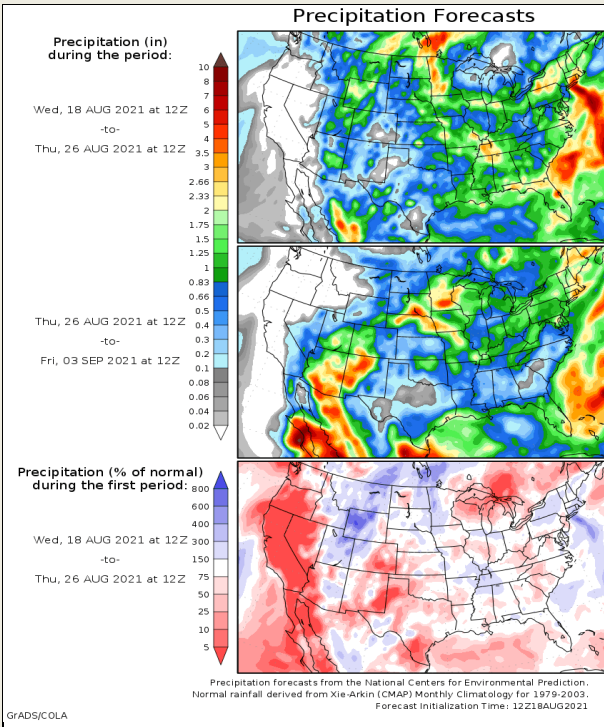 Precipitation Forecasts
Precipitation (in)
during the period:
Wed, 18 AUG 2021 at 12Z
-to-
Thu, 26 AUG 2021 at 12Z
10
8
7
6
5
4
3.5
3
2.66
2.33
2
1.75
1.5
1.25
1
0.83
0.66
0.5
0.4
0.3
0.2
0.1
0.08
0.06
0.04
0.02
Thu, 26 AUG 2021 at 12Z
-to-
Fri, 03 SEP 2021 at 12Z
Precipitation (% of normal)
during the first period:
Wed, 18 AUG 2021 at 12Z
-to-
Thu, 26 AUG 2021 at 12Z
800
600
400
300
150
75
50
25
10
5
Precipitation forecasts from the National Centers for Environmental Prediction.
Normal rainfall derived from Xie-Arkin (CMAP) Monthly Climatology for 1979-2003.
Forecast Initialization Time: 12Z18AUG2021
GrADS/COLA